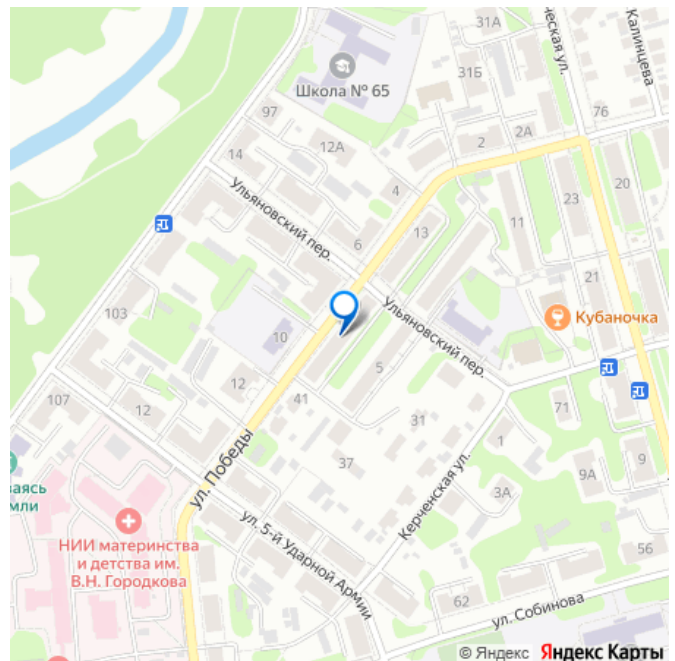 31А
ческая ул.
Калинцева
Школа № 65
31Б
97
12А
2
2А
76
14
4
Ульяновский пер.
6
13
11
23
20
21
103
10
Ульяновский пер.
Кубаночка
12
5
107
12
41
31
71
1
37
9А
9
ул. Победы
Керченская ул.
3А
ваясь
мли
НИИ материнства
и детства им.
В.Н. Городкова
ул. 5-й Ударной Армии
56
62
ул. Собинова
© Яндекс Яндекс Карты